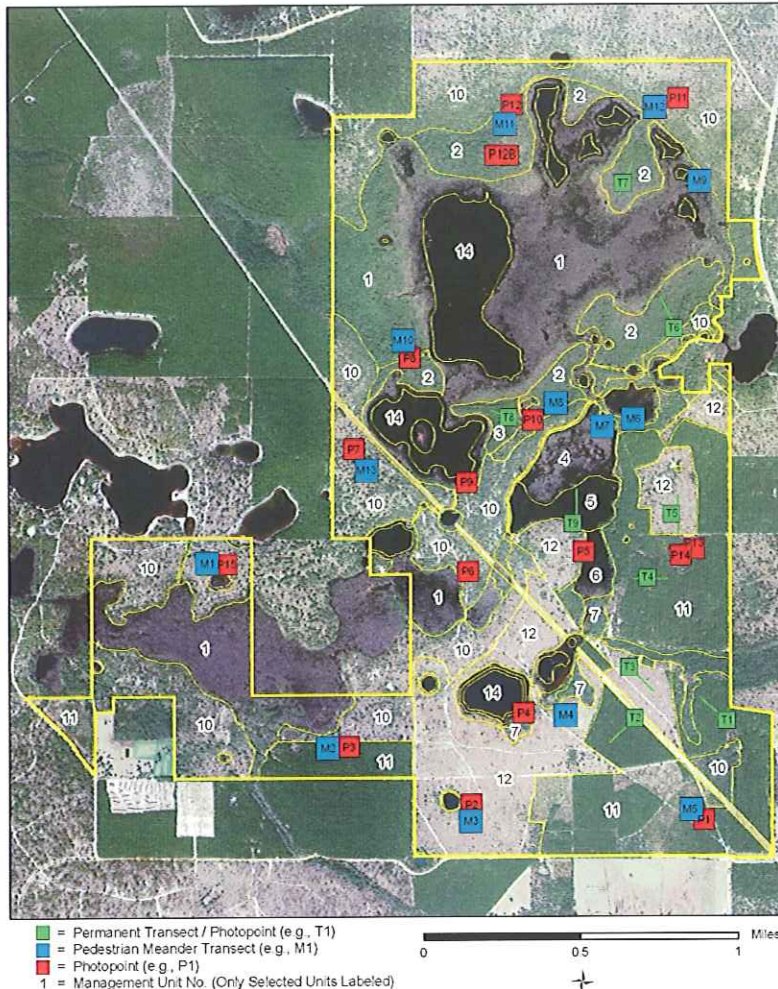 10
P12
2
M12
P11
M11
10
2
P12B
2
T7
M9
14
1
1
2
T6
10
M10
P8
10
2
2
12
14
3
T8
P10
M8
M7
M6
P7
M13
4
12
P9
10
10
5
T9
T5
10
12
P5
P13
P14
M1
P15
10
P6
6
T4
1
7
11
1
12
10
T3
14
7
11
10
10
P4
M4
T2
T1
7
M2
P3
11
12
10
P2
M3
11
M5
P1
= Permanent Transect / Photopoint (e.g., T1)
= Pedestrian Meander Transect (e.g., M1)
= Photopoint (e.g., P1)
1 = Management Unit No. (Only Selected Units Labeled)
Miles
0 0.5 1